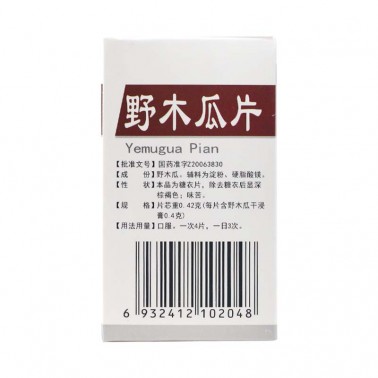 野木瓜片
Yemugua Pian
【批准文号】国药准字Z20063830
【成　份】野木瓜。辅料为淀粉、硬脂酸镁。
【性　状】本品为糖衣片，除去糖衣后显深
棕褐色；味苦。
【规　格】片芯重0.42克(每片含野木瓜干浸
膏0.4克)
【用法用量】口服。一次4片，一日3次。
6 932412 102048